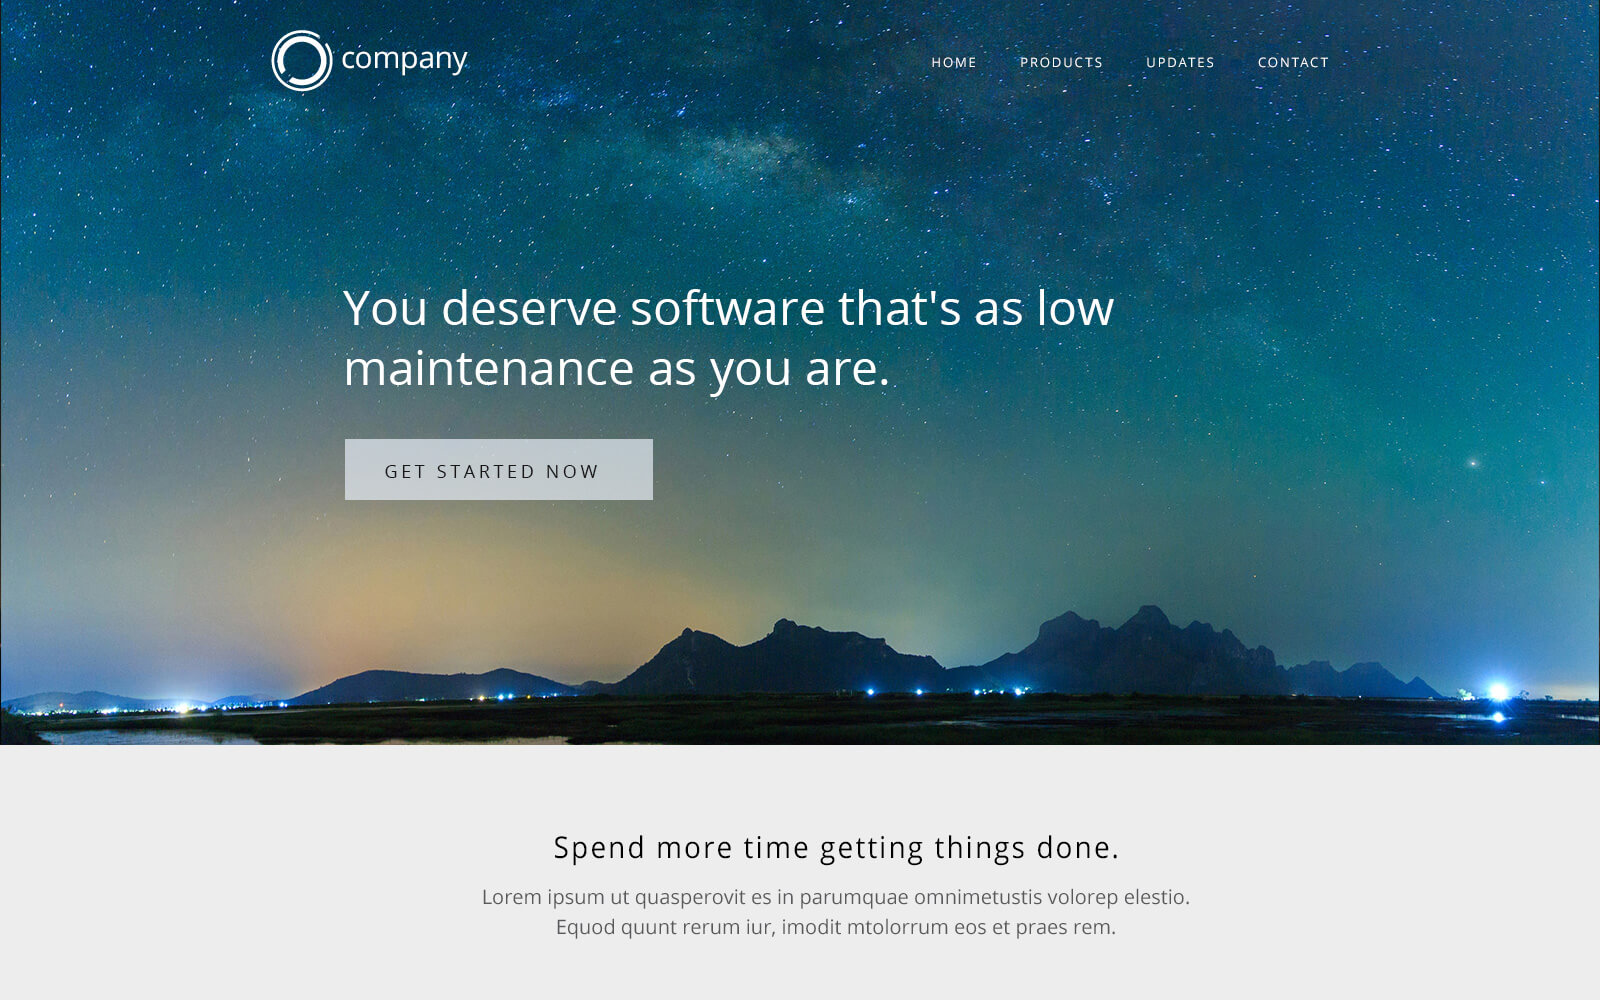 company
HOME PRODUCTS UPDATES CONTACT
You deserve software that's as low
maintenance as you are.
GET STARTED NOW
Spend more time getting things done.
Lorem ipsum ut quasperovit es in parumquae omnimetustis volorep elestio.
Equod quunt rerum iur, imodit mtolorrum eos et praes rem.